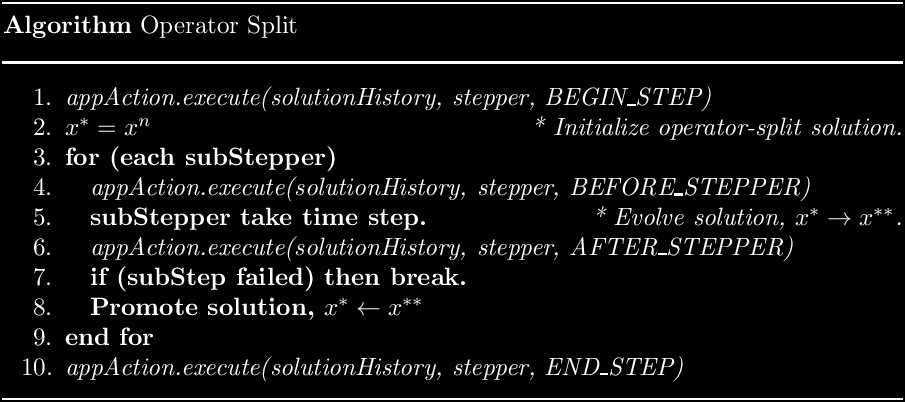 Algorithm Operator Split
1. appAction.execute(solutionHistory, stepper, BEGIN_STEP)
2. x* = xⁿ * Initialize operator-split solution.
3. for (each subStepper)
4. appAction.execute(solutionHistory, stepper, BEFORE_STEPPER)
5. subStepper take time step. * Evolve solution, x* → x**.
6. appAction.execute(solutionHistory, stepper, AFTER_STEPPER)
7. if (subStep failed) then break.
8. Promote solution, x* ← x**
9. end for
10. appAction.execute(solutionHistory, stepper, END_STEP)